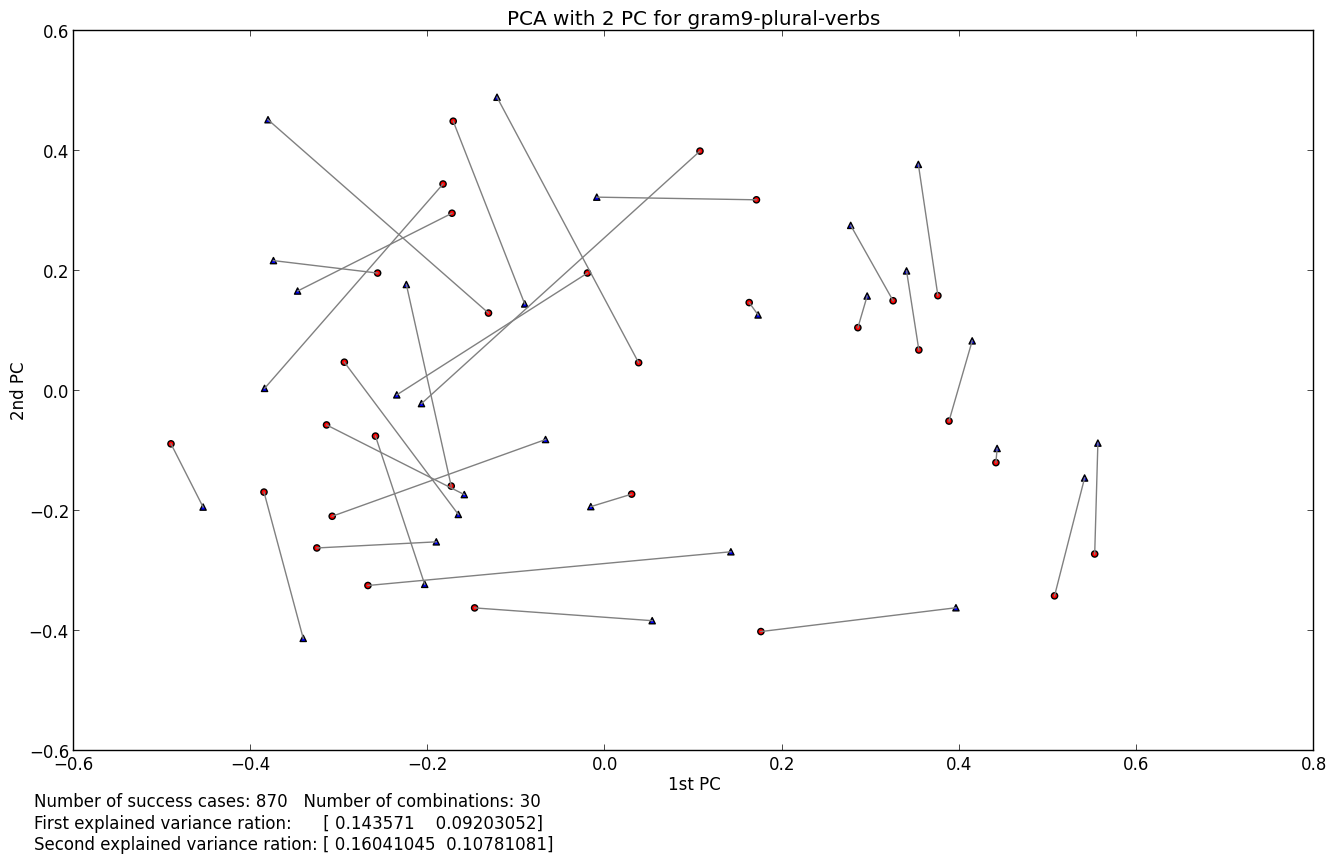 PCA with 2 PC for gram9-plural-verbs
0.6
0.4
0.2
0.0
−0.2
−0.4
−0.6
2nd PC
−0.6 −0.4 −0.2 0.0 0.2 0.4 0.6 0.8
1st PC
Number of success cases: 870 Number of combinations: 30
First explained variance ration: [ 0.143571 0.09203052]
Second explained variance ration: [ 0.16041045 0.10781081]